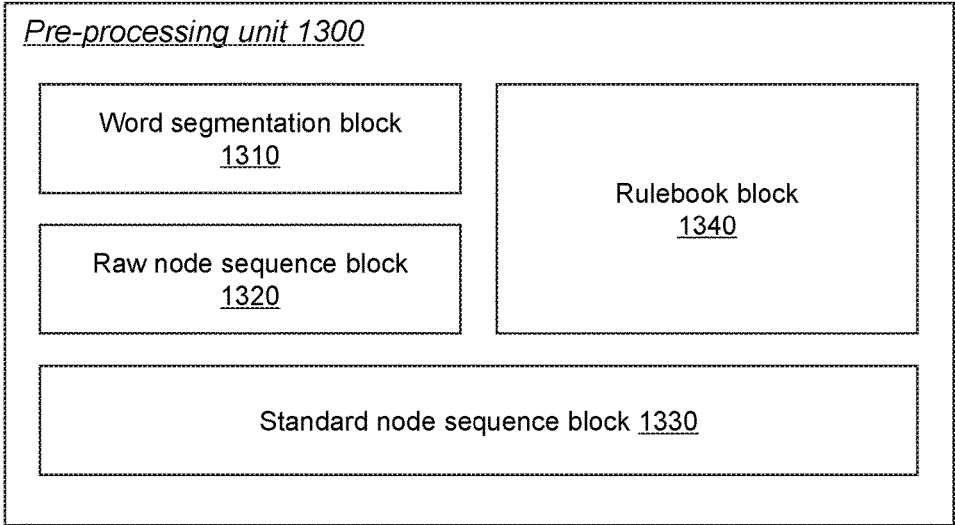 Pre-processing unit 1300
Word segmentation block
1310
Raw node sequence block
1320
Rulebook block
1340
Standard node sequence block 1330